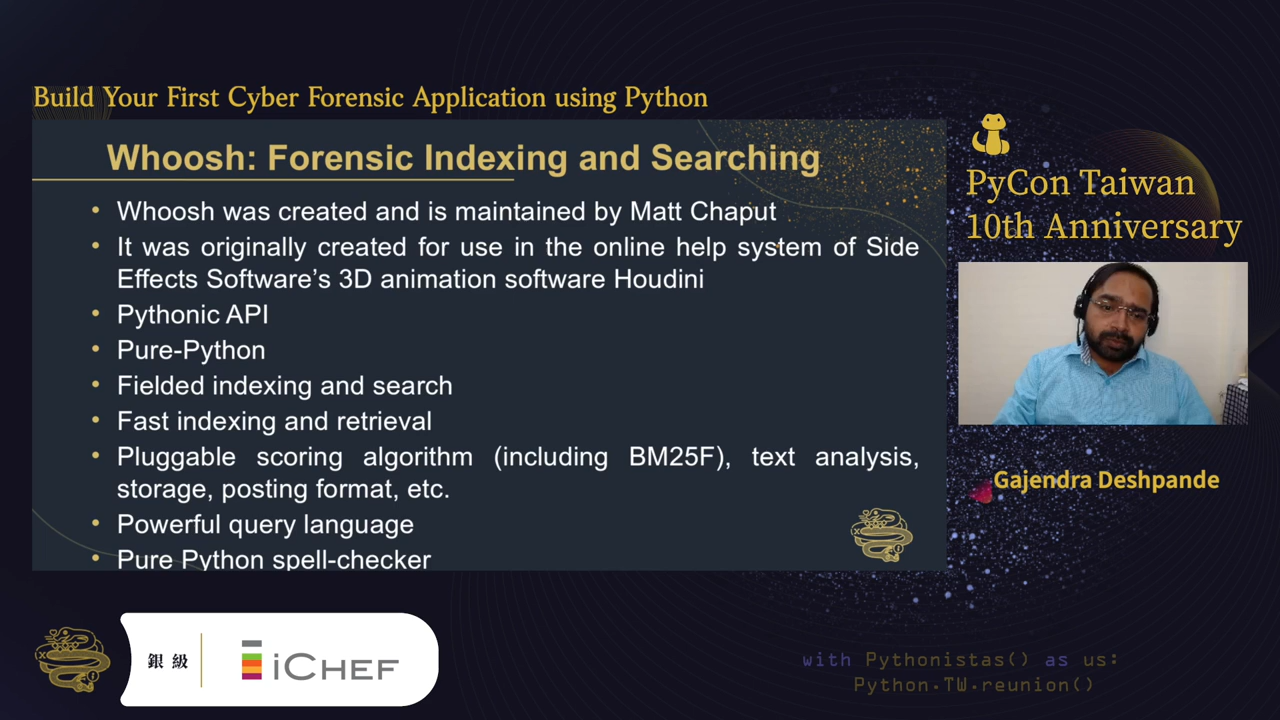 Build Your First Cyber Forensic Application using Python
Whoosh: Forensic Indexing and Searching
• Whoosh was created and is maintained by Matt Chaput
• It was originally created for use in the online help system of Side
Effects Software's 3D animation software Houdini
• Pythonic API
• Pure-Python
• Fielded indexing and search
• Fast indexing and retrieval
• Pluggable scoring algorithm (including BM25F), text analysis,
storage, posting format, etc.
• Powerful query language
• Pure Python spell-checker
PyCon Taiwan
10th Anniversary
Gajendra Deshpande
銀級
iCHEF
with Pythonistas() as us:
Python.TW.reunion()